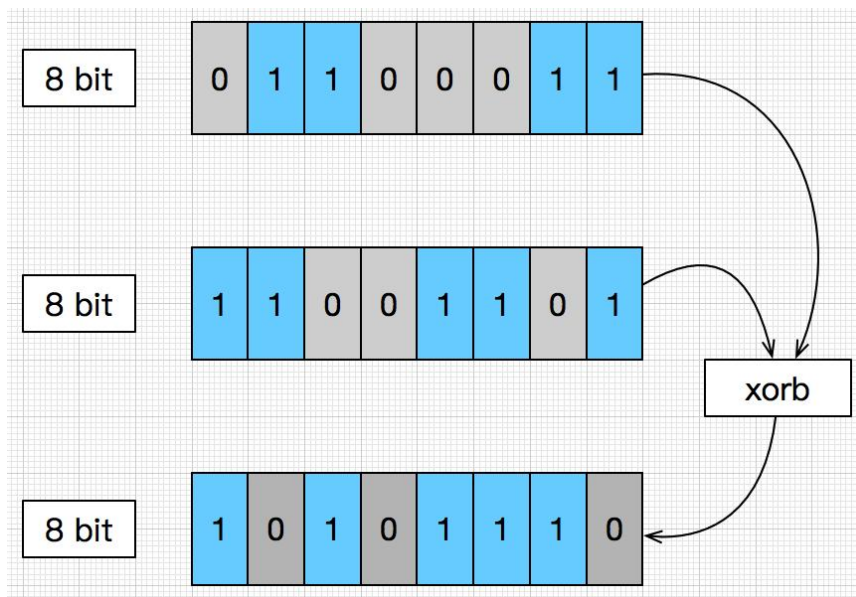 8 bit 0 1 1 0 0 0 1 1
8 bit 1 1 0 0 1 1 0 1
xorb
8 bit 1 0 1 0 1 1 1 0